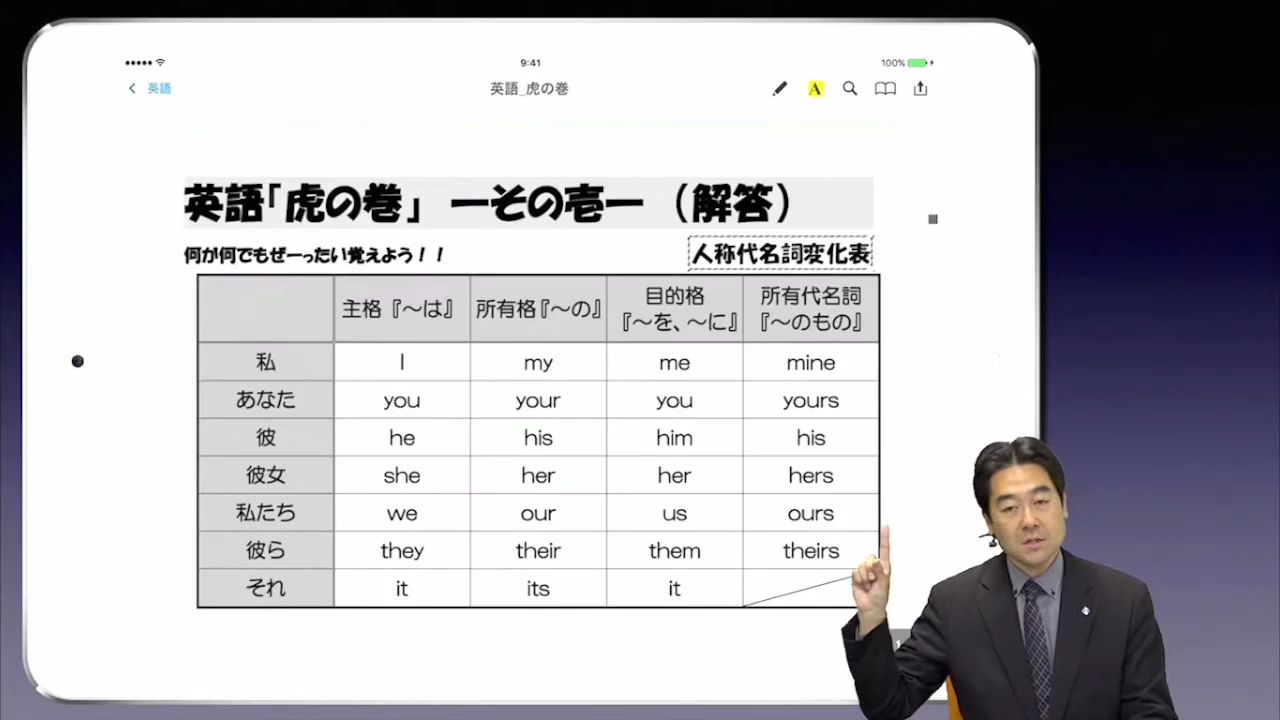 9:41
100%
英語
英語_虎の巻
A
英語「虎の巻」 ーその壱ー (解答)
何が何でもぜーったい覚えよう!!
人称代名詞変化表
主格『~は』 所有格『~の』 目的格『~を、~に』 所有代名詞『~のもの』
私 I my me mine
あなた you your you yours
彼 he his him his
彼女 she her her hers
私たち we our us ours
彼ら they their them theirs
それ it its it